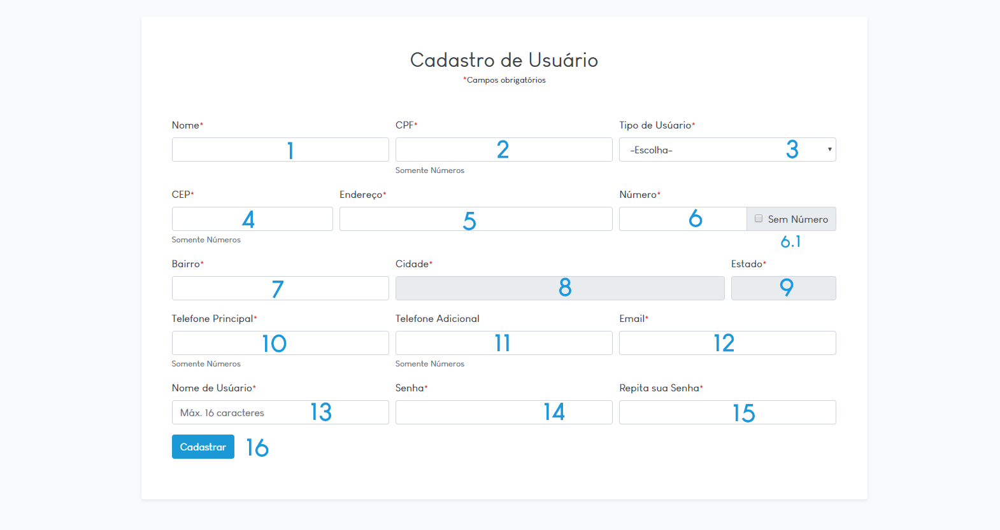 Cadastro de Usuário
*Campos obrigatórios
Nome* CPF* Tipo de Usúario*
1 2 -Escolha- 3
Somente Números
CEP* Endereço* Número*
4 5 6 Sem Número
Somente Números 6.1
Bairro* Cidade* Estado*
7 8 9
Telefone Principal* Telefone Adicional Email*
10 11 12
Somente Números Somente Números
Nome de Usúario* Senha* Repita sua Senha*
Máx. 16 caracteres 13 14 15
Cadastrar 16